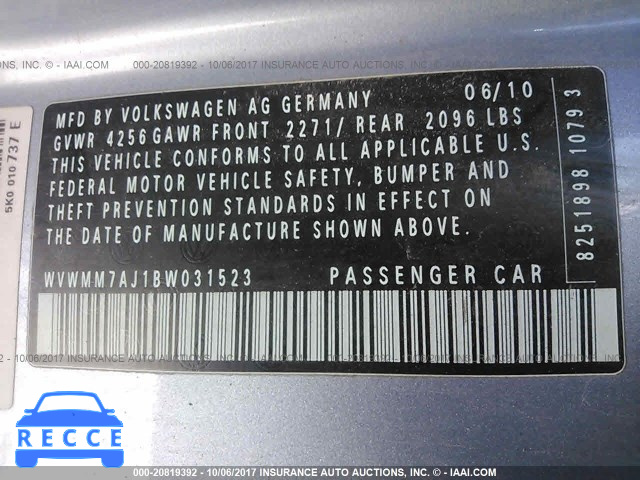 000-20819392 - 10/06/2017 INSURANCE AUTO AUCTIONS, INC. © - IAAI.COM
MFD BY VOLKSWAGEN AG GERMANY 06/10
GVWR 4256 GAWR FRONT 2271/ REAR 2096 LBS
THIS VEHICLE CONFORMS TO ALL APPLICABLE U.S.
FEDERAL MOTOR VEHICLE SAFETY, BUMPER AND
THEFT PREVENTION STANDARDS IN EFFECT ON
THE DATE OF MANUFACTURE SHOWN ABOVE.
WVWMM7AJ1BW031523 PASSENGER CAR
8251898 10793
5K0 010 737 E
RECCE
000-20819392 - 10/06/2017 INSURANCE AUTO AUCTIONS, INC. © - IAAI.COM